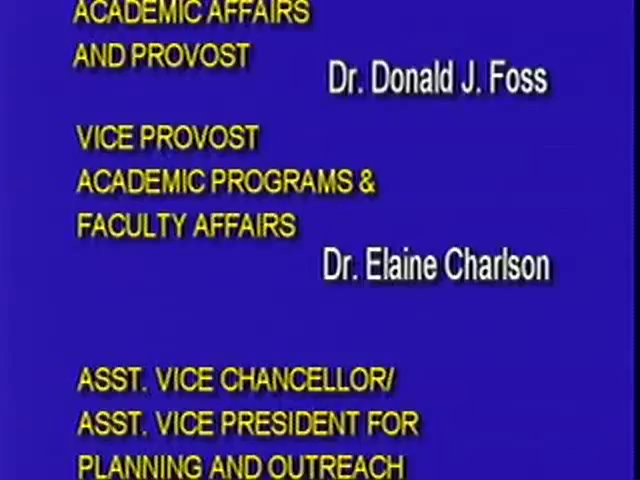 ACADEMIC AFFAIRS
AND PROVOST
Dr. Donald J. Foss
VICE PROVOST
ACADEMIC PROGRAMS &
FACULTY AFFAIRS
Dr. Elaine Charlson
ASST. VICE CHANCELLOR/
ASST. VICE PRESIDENT FOR
PLANNING AND OUTREACH